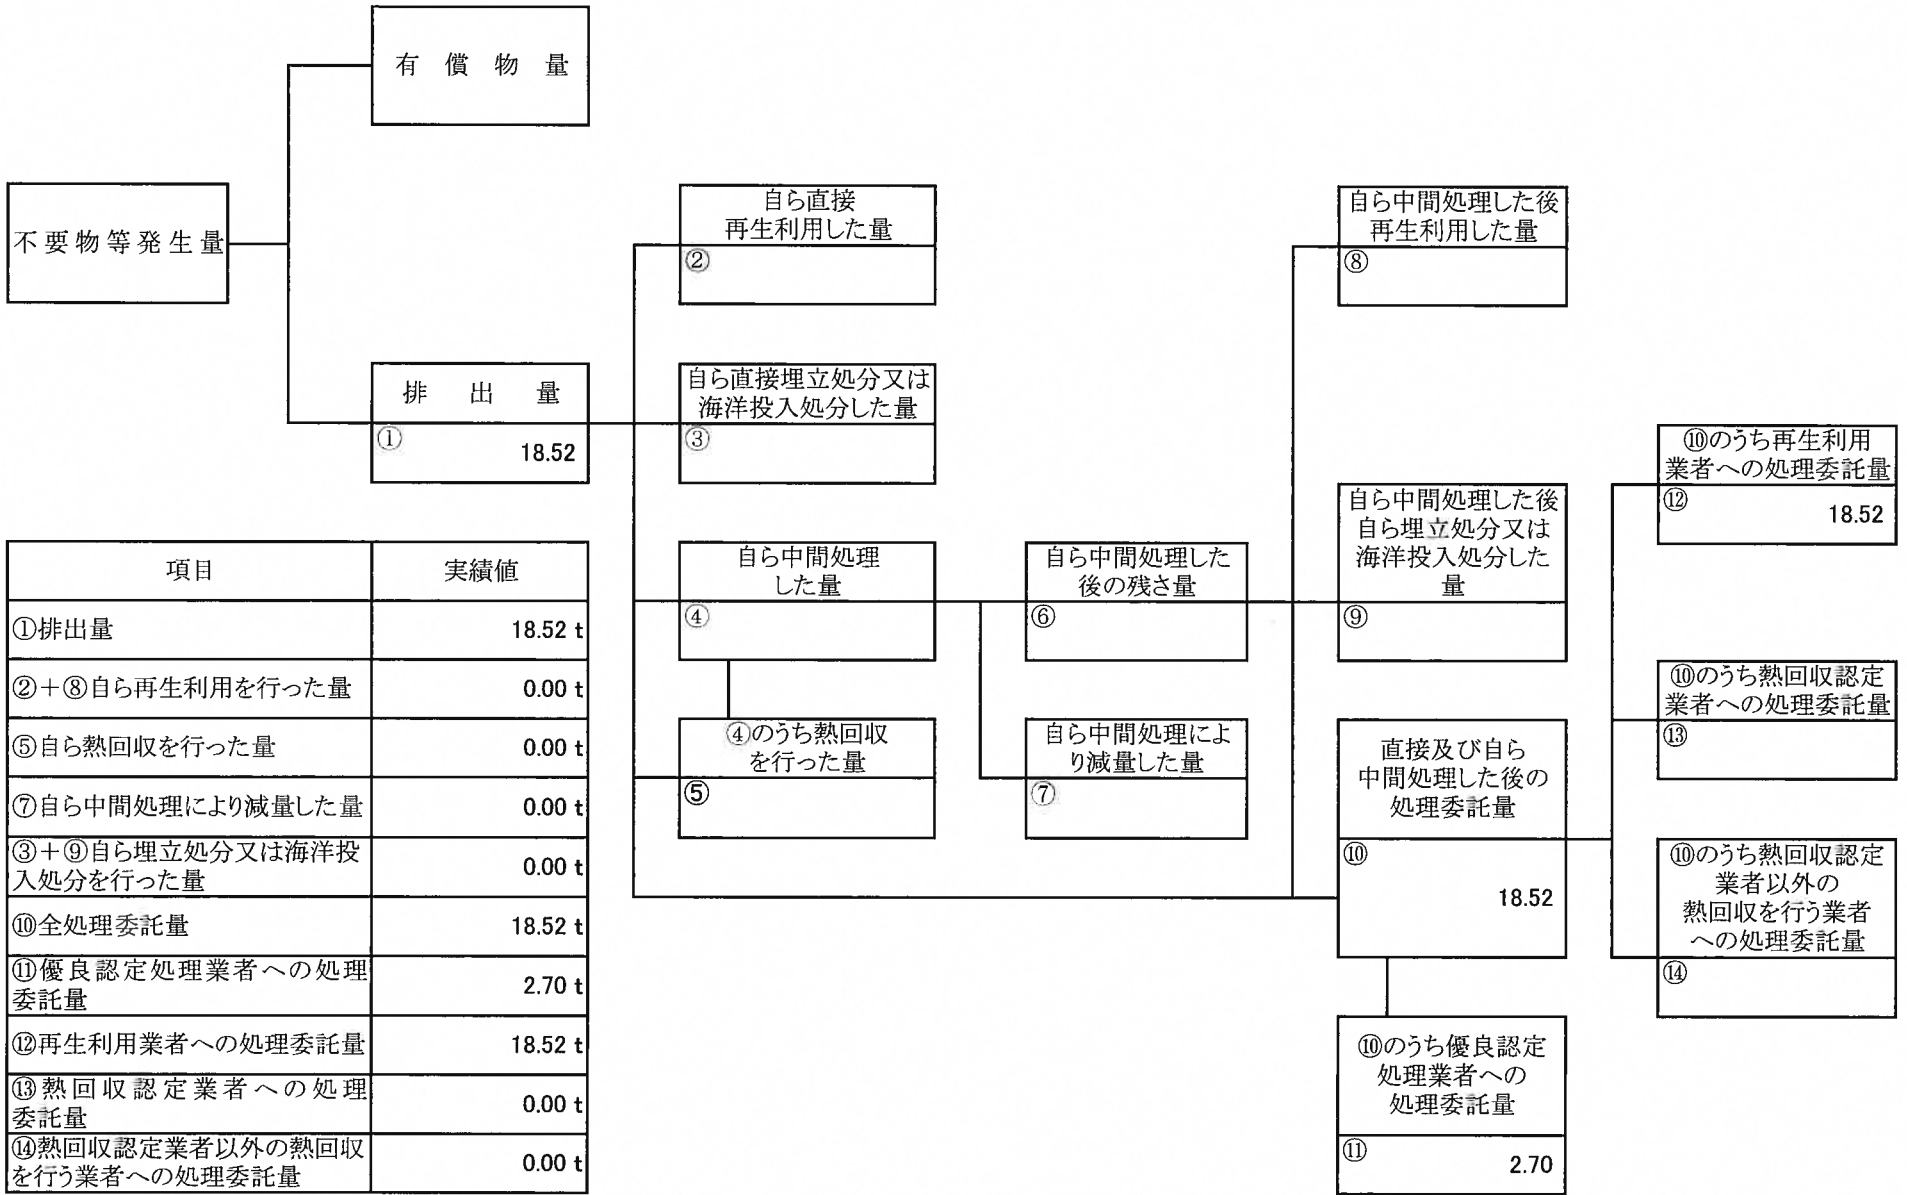 有償物量
不要物等発生量
排出量
①
18.52
自ら直接
再生利用した量
②
自ら直接埋立処分又は
海洋投入処分した量
③
自ら中間処理
した量
④
④のうち熱回収
を行った量
⑤
自ら中間処理した
後の残さ量
⑥
自ら中間処理によ
り減量した量
⑦
自ら中間処理した後
再生利用した量
⑧
自ら中間処理した後
自ら埋立処分又は
海洋投入処分した
量
⑨
直接及び自ら
中間処理した後の
処理委託量
⑩
18.52
⑩のうち優良認定
処理業者への
処理委託量
⑪
2.70
⑩のうち再生利用
業者への処理委託量
⑫
18.52
⑩のうち熱回収認定
業者への処理委託量
⑬
⑩のうち熱回収認定
業者以外の
熱回収を行う業者
への処理委託量
⑭
項目 実績値
①排出量 18.52 t
②+⑧自ら再生利用を行った量 0.00 t
⑤自ら熱回収を行った量 0.00 t
⑦自ら中間処理により減量した量 0.00 t
③+⑨自ら埋立処分又は海洋投
入処分を行った量 0.00 t
⑩全処理委託量 18.52 t
⑪優良認定処理業者への処理
委託量 2.70 t
⑫再生利用業者への処理委託量 18.52 t
⑬熱回収認定業者への処理
委託量 0.00 t
⑭熱回収認定業者以外の熱回収
を行う業者への処理委託量 0.00 t